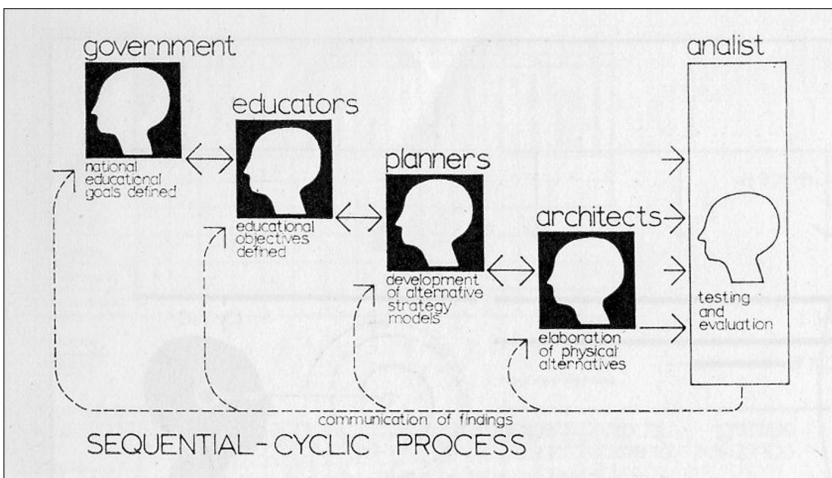 government
national
educational
goals defined
educators
educational
objectives
defined
planners
development
of alternative
strategy
models
architects
elaboration
of physical
alternatives
analist
testing
and
evaluation
communication of findings
SEQUENTIAL-CYCLIC PROCESS